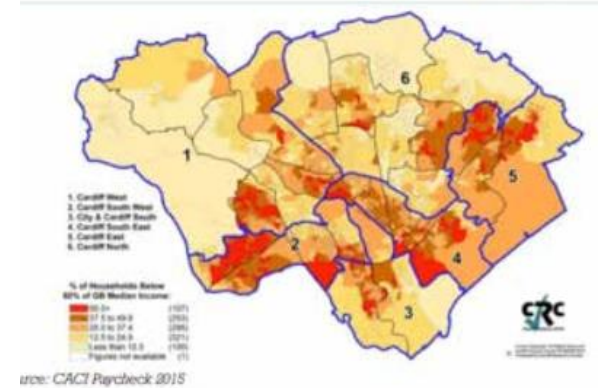 6
1
5
1. Cardiff West
2. Cardiff South West
3. City & Cardiff South
4. Cardiff South East
5. Cardiff East
6. Cardiff North
2
4
% of Households Below
60% of GB Median Income:
50.0+ (107)
37.5 to 49.9
25.0 to 37.4
12.5 to 24.9
Less than 12.5
Figures not available (1)
3
CRC
urce: CACI Paycheck 2015